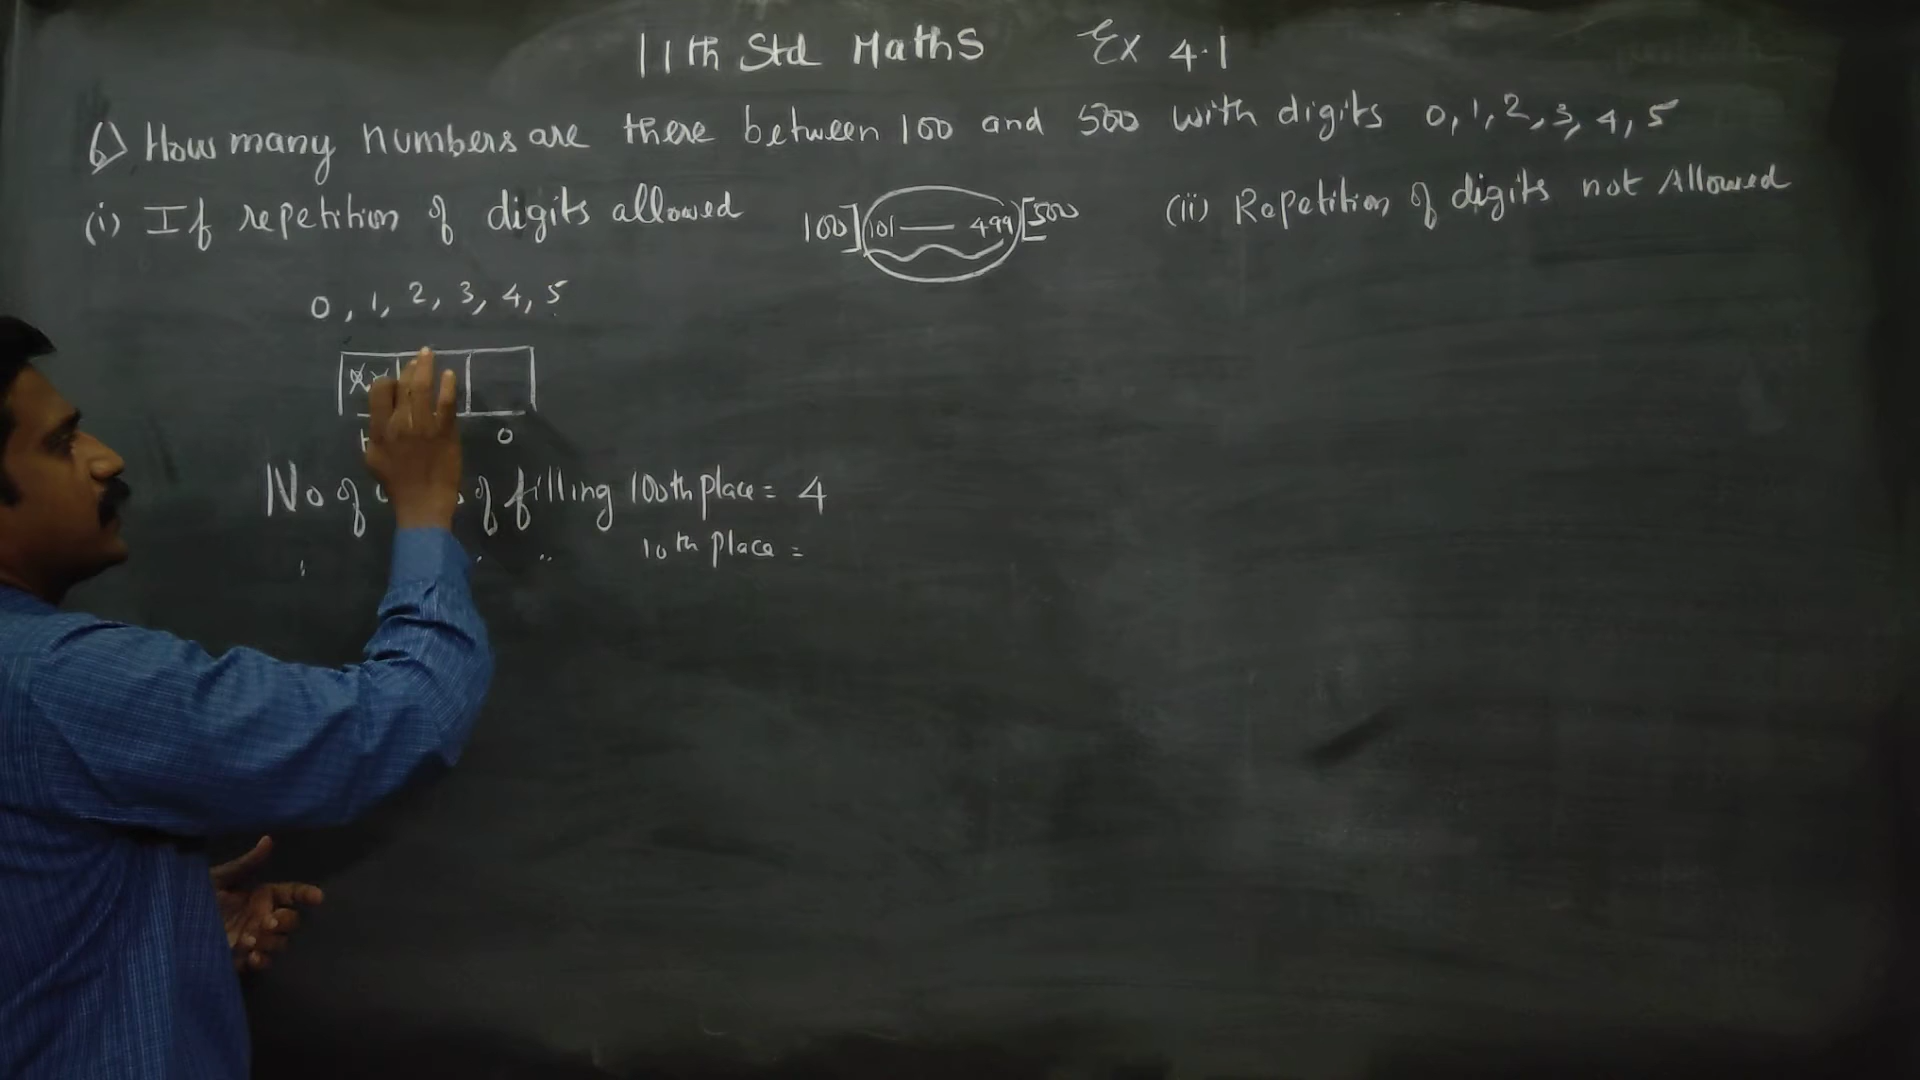 11th Std Maths Ex 4.1
6) How many numbers are there between 100 and 500 with digits 0, 1, 2, 3, 4, 5
(i) If repetition of digits allowed 100] 101 — 499 [500 (ii) Repetition of digits not Allowed
0, 1, 2, 3, 4, 5
O
No of of filling 100th place = 4
10th place =